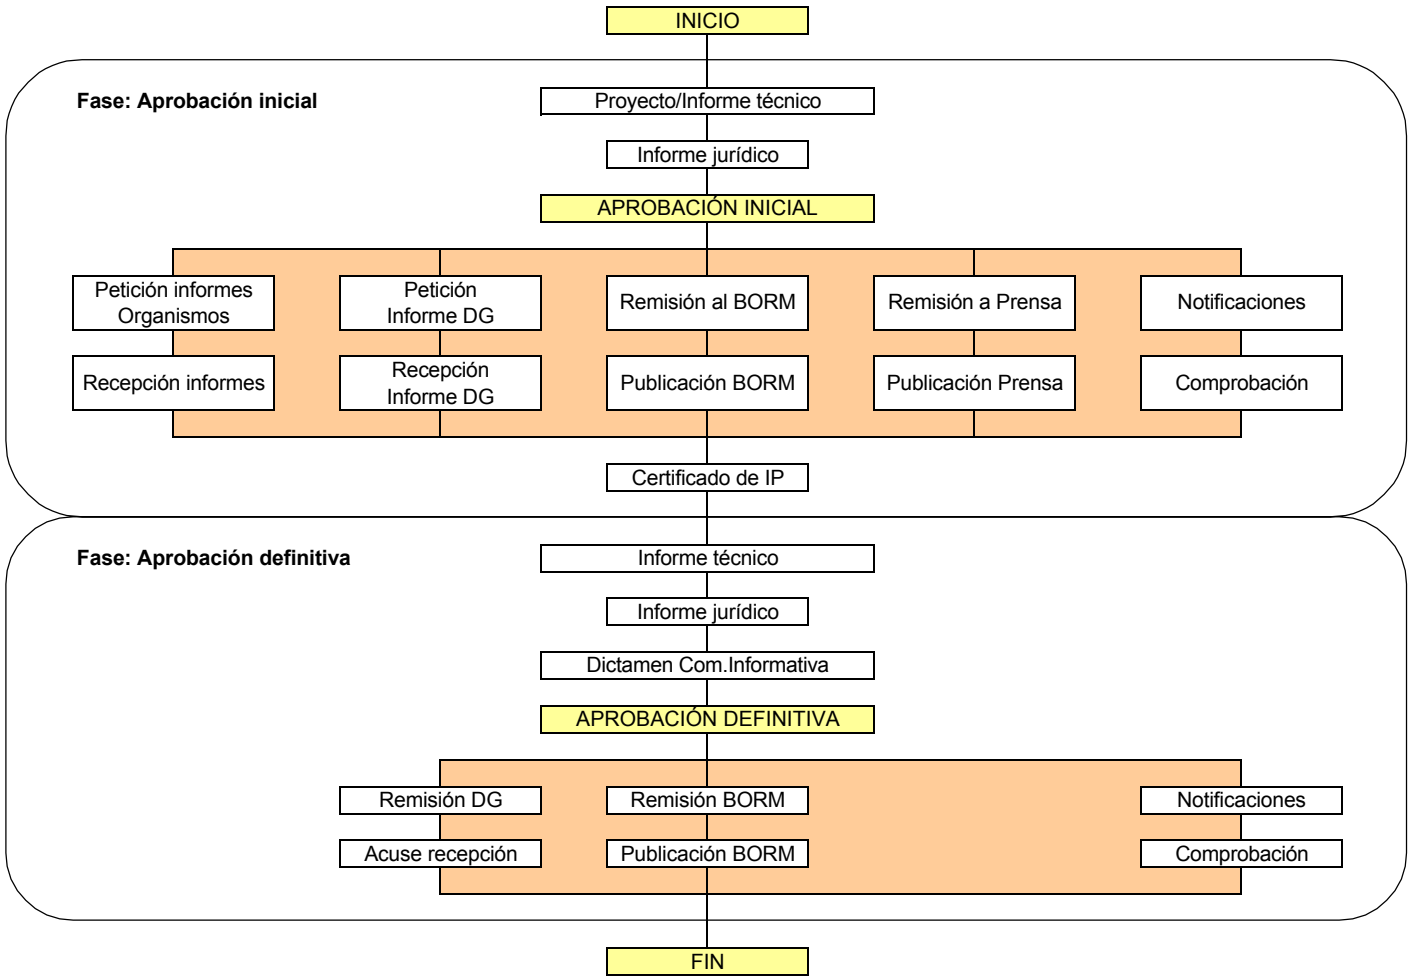 INICIO
Fase: Aprobación inicial
Proyecto/Informe técnico
Informe jurídico
APROBACIÓN INICIAL
Petición informes
Organismos
Petición
Informe DG
Remisión al BORM
Remisión a Prensa
Notificaciones
Recepción informes
Recepción
Informe DG
Publicación BORM
Publicación Prensa
Comprobación
Certificado de IP
Fase: Aprobación definitiva
Informe técnico
Informe jurídico
Dictamen Com.Informativa
APROBACIÓN DEFINITIVA
Remisión DG
Remisión BORM
Notificaciones
Acuse recepción
Publicación BORM
Comprobación
FIN